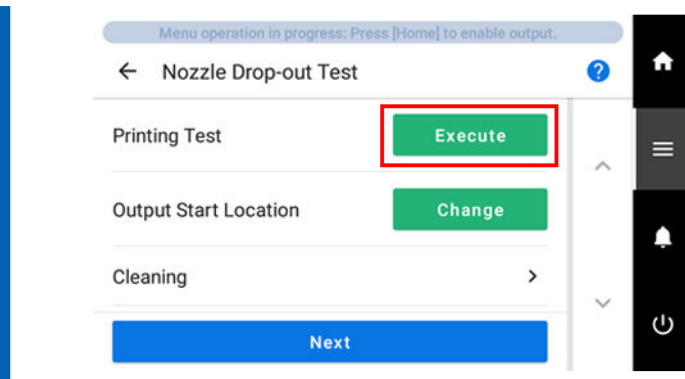 Menu operation in progress: Press [Home] to enable output.
← Nozzle Drop-out Test ?
Printing Test Execute
Output Start Location Change
Cleaning >
Next